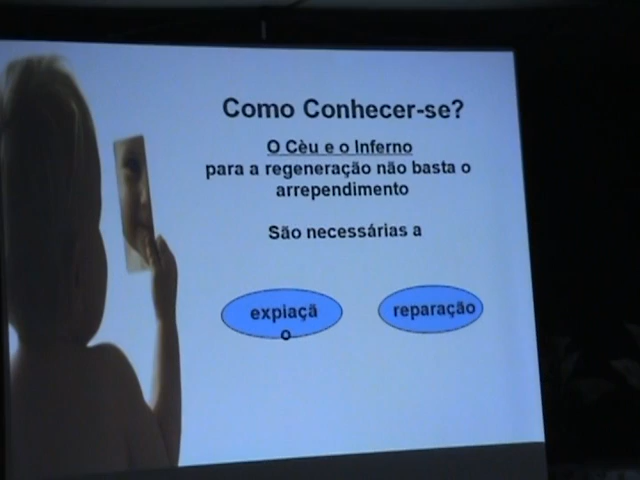 Como Conhecer-se?
O Cèu e o Inferno
para a regeneração não basta o
arrependimento
São necessárias a
expiaçã
o
reparação